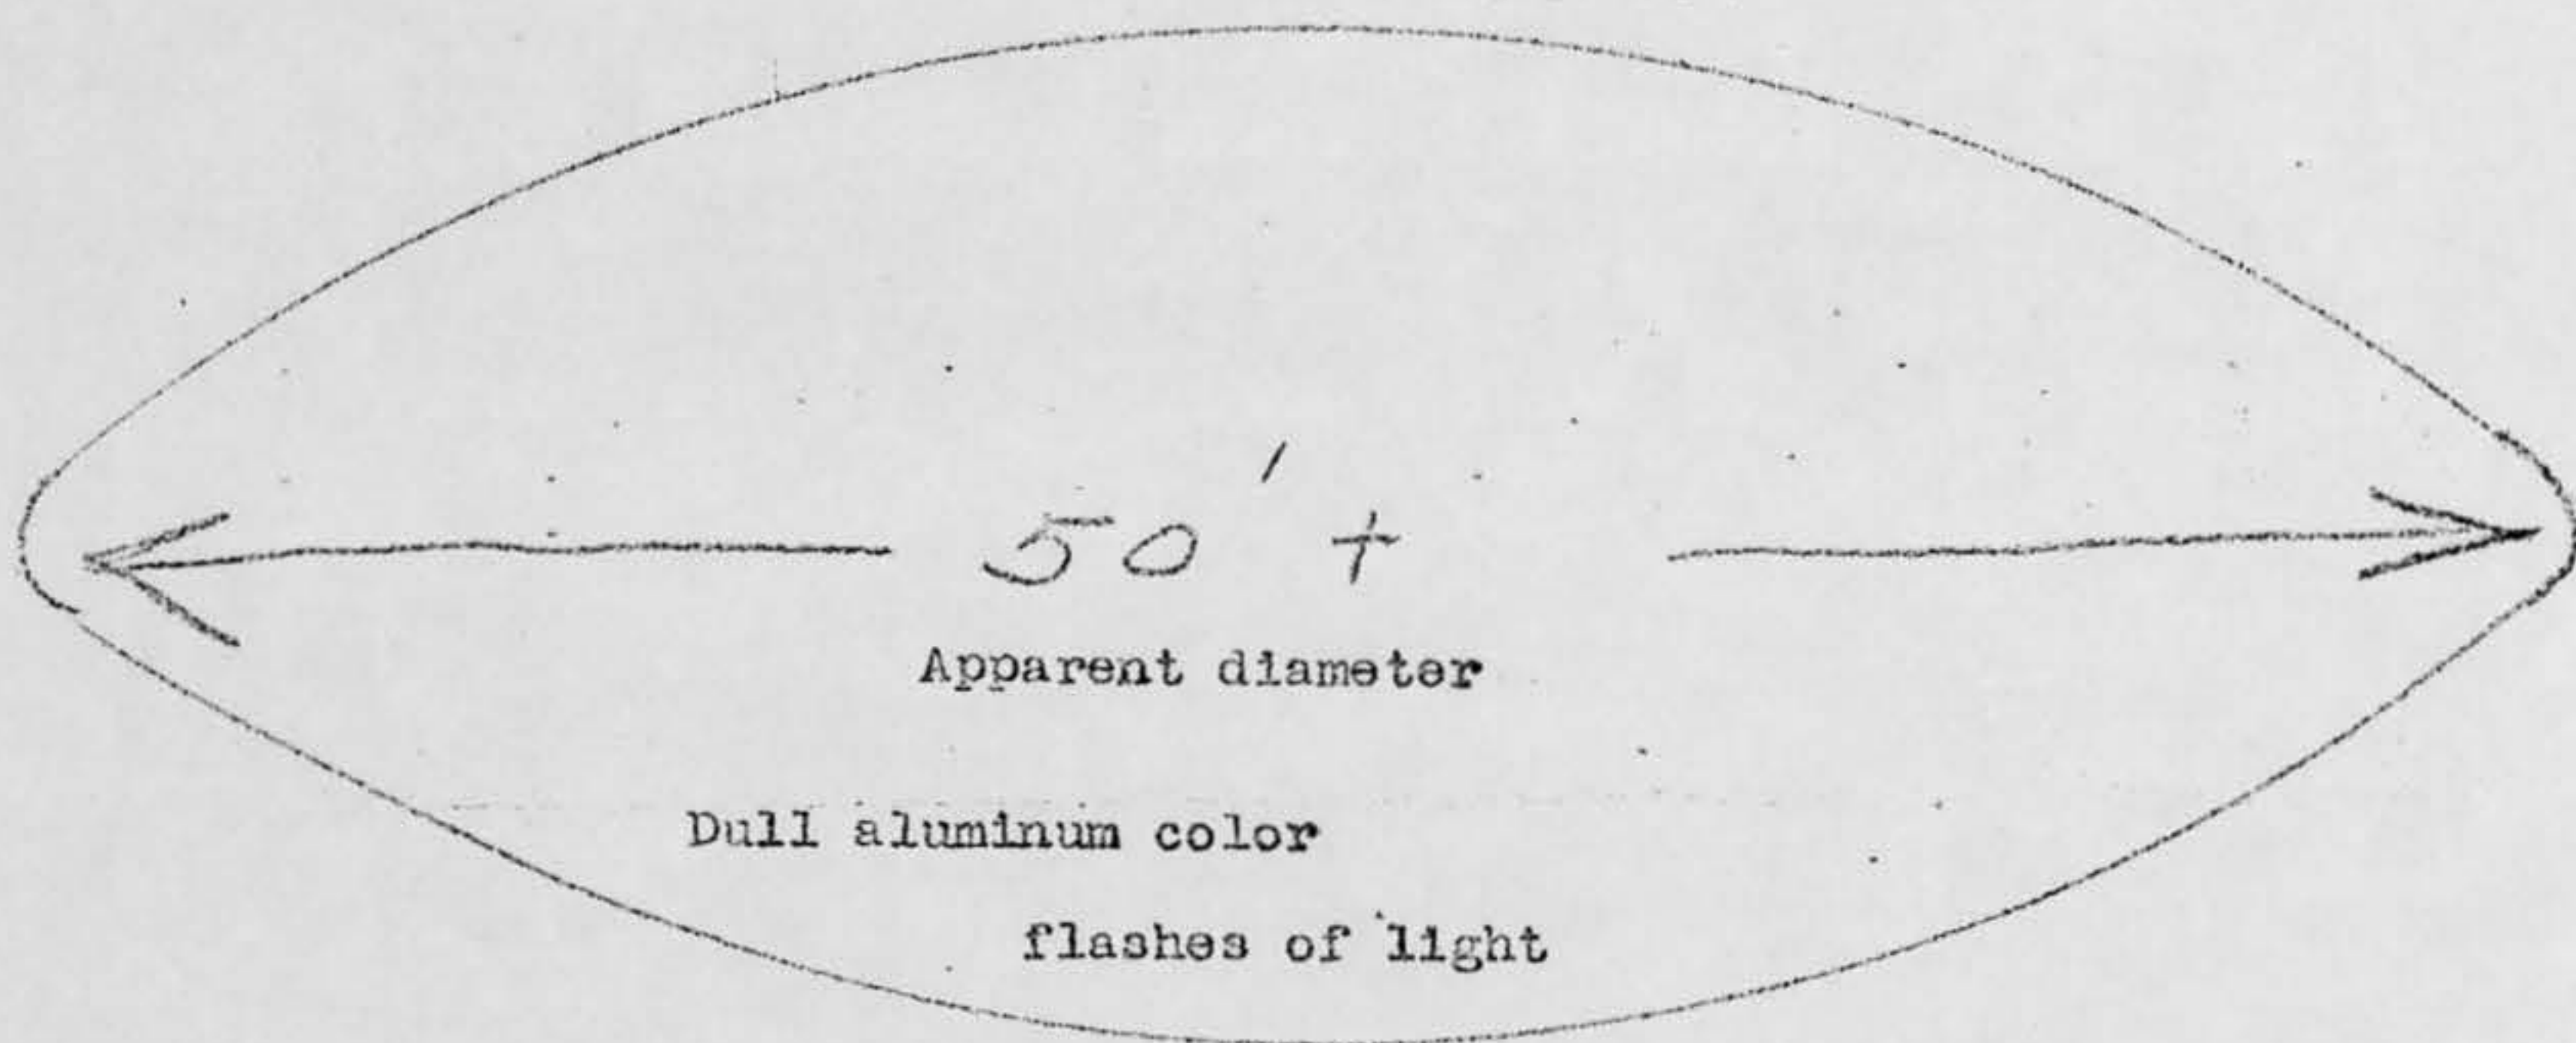 50' +
Apparent diameter
Dull aluminum color
flashes of light